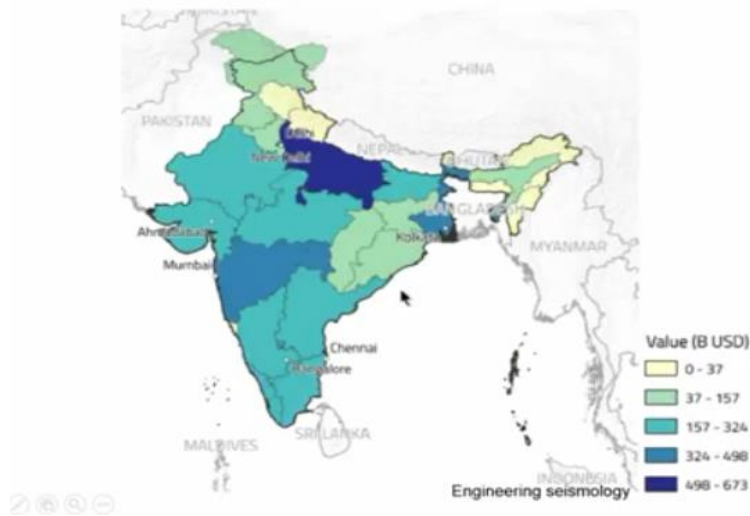 CHINA
PAKISTAN
Delhi
New Delhi
NEPAL
BHUTAN
BANGLADESH
Ahmedabad
Kolkata
MYANMAR
Mumbai
Chennai
Bangalore
SRI LANKA
MALDIVES
INDONESIA
Engineering seismology
Value (B USD)
0 - 37
37 - 157
157 - 324
324 - 498
498 - 673